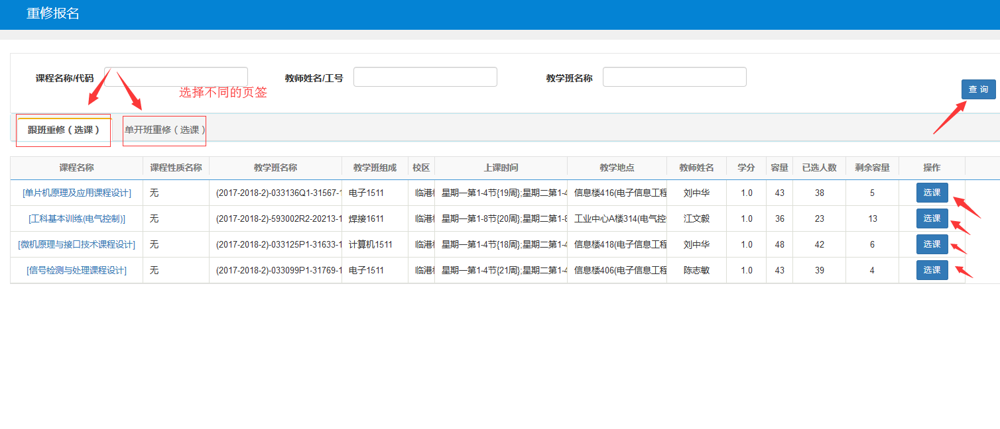 重修报名
课程名称/代码 教师姓名/工号 教学班名称
选择不同的页签
查 询
跟班重修（选课） 单开班重修（选课）
课程名称 课程性质名称 教学班名称 教学班组成 校区 上课时间 教学地点 教师姓名 学分 容量 已选人数 剩余容量 操作
[单片机原理及应用课程设计] 无 (2017-2018-2)-033136Q1-31567-1 电子1511 临港 星期一第1-4节{19周};星期二第1-4 信息楼416(电子信息工程 刘中华 1.0 43 38 5 选课
[工科基本训练(电气控制)] 无 (2017-2018-2)-593002R2-20213-1 焊接1611 临港 星期一第1-8节{20周};星期二第1-8 工业中心A楼314(电气控 江文毅 1.0 36 23 13 选课
[微机原理与接口技术课程设计] 无 (2017-2018-2)-033125P1-31633-1 计算机1511 临港 星期一第1-4节{18周};星期二第1-4 信息楼418(电子信息工程 刘中华 1.0 48 42 6 选课
[信号检测与处理课程设计] 无 (2017-2018-2)-033099P1-31769-1 电子1511 临港 星期一第1-4节{21周};星期二第1-4 信息楼406(电子信息工程 陈志敏 1.0 43 39 4 选课